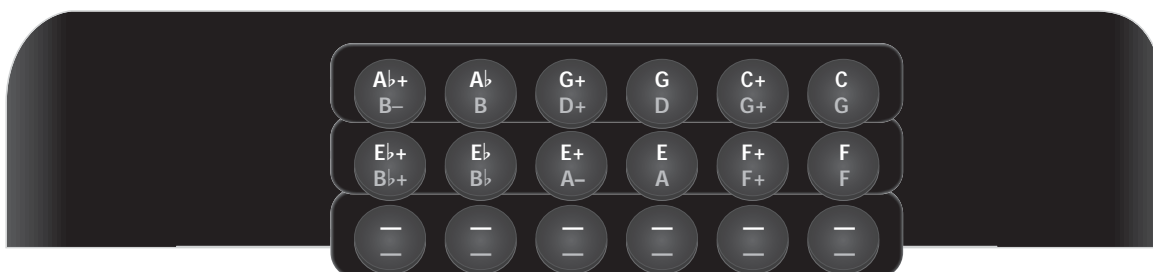 A♭+ A♭ G+ G C+ C
B– B D+ D G+ G
E♭+ E♭ E+ E F+ F
B♭+ B♭ A– A F+ F
— — — — — —
— — — — — —